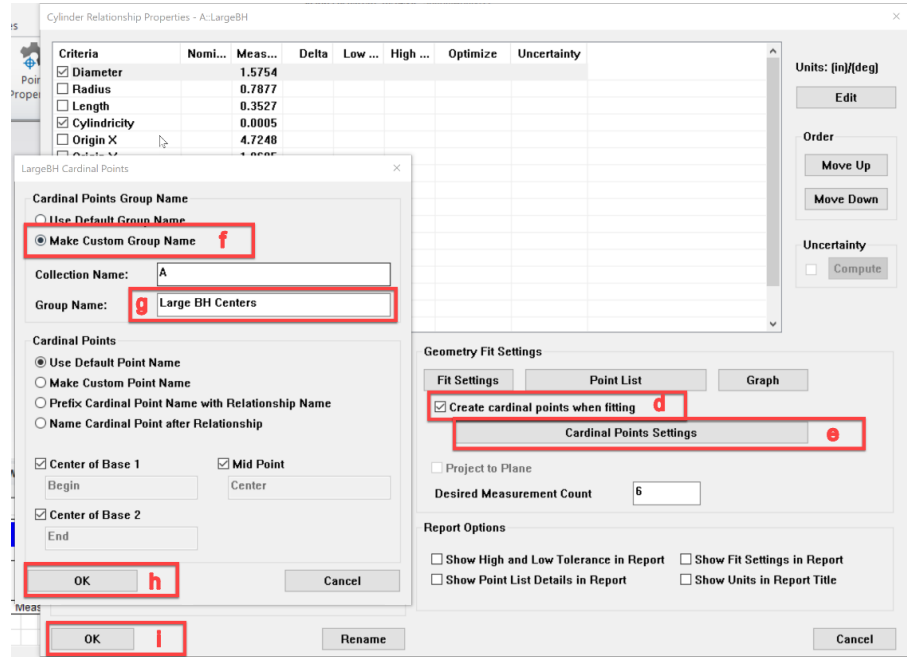 Cylinder Relationship Properties - A::LargeBH
Criteria Nomi... Meas... Delta Low ... High ... Optimize Uncertainty
Diameter 1.5754
Radius 0.7877
Length 0.3527
Cylindricity 0.0005
Origin X 4.7248
Units: (in)/(deg)
Edit
Order
Move Up
Move Down
Uncertainty
Compute
LargeBH Cardinal Points
Cardinal Points Group Name
Use Default Group Name
Make Custom Group Name f
Collection Name: A
Group Name: g Large BH Centers
Cardinal Points
Use Default Point Name
Make Custom Point Name
Prefix Cardinal Point Name with Relationship Name
Name Cardinal Point after Relationship
Center of Base 1 Mid Point
Begin Center
Center of Base 2
End
OK h Cancel
Geometry Fit Settings
Fit Settings Point List Graph
Create cardinal points when fitting d
Cardinal Points Settings e
Project to Plane
Desired Measurement Count 6
Report Options
Show High and Low Tolerance in Report Show Fit Settings in Report
Show Point List Details in Report Show Units in Report Title
Meas
OK i Rename Cancel